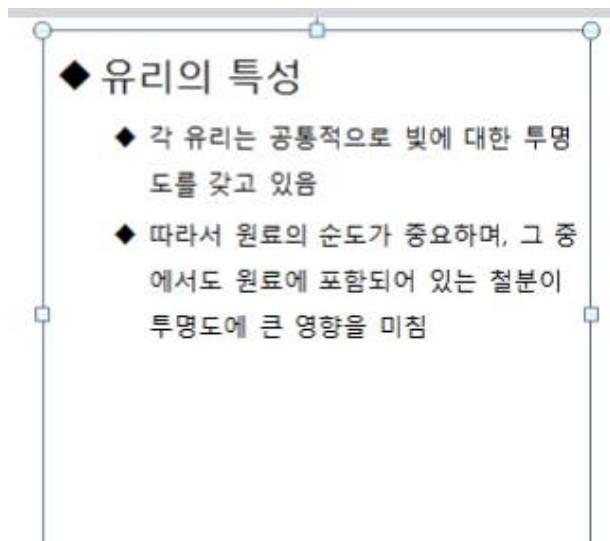 ◆ 유리의 특성
◆ 각 유리는 공통적으로 빛에 대한 투명
도를 갖고 있음
◆ 따라서 원료의 순도가 중요하며, 그 중
에서도 원료에 포함되어 있는 철분이
투명도에 큰 영향을 미침